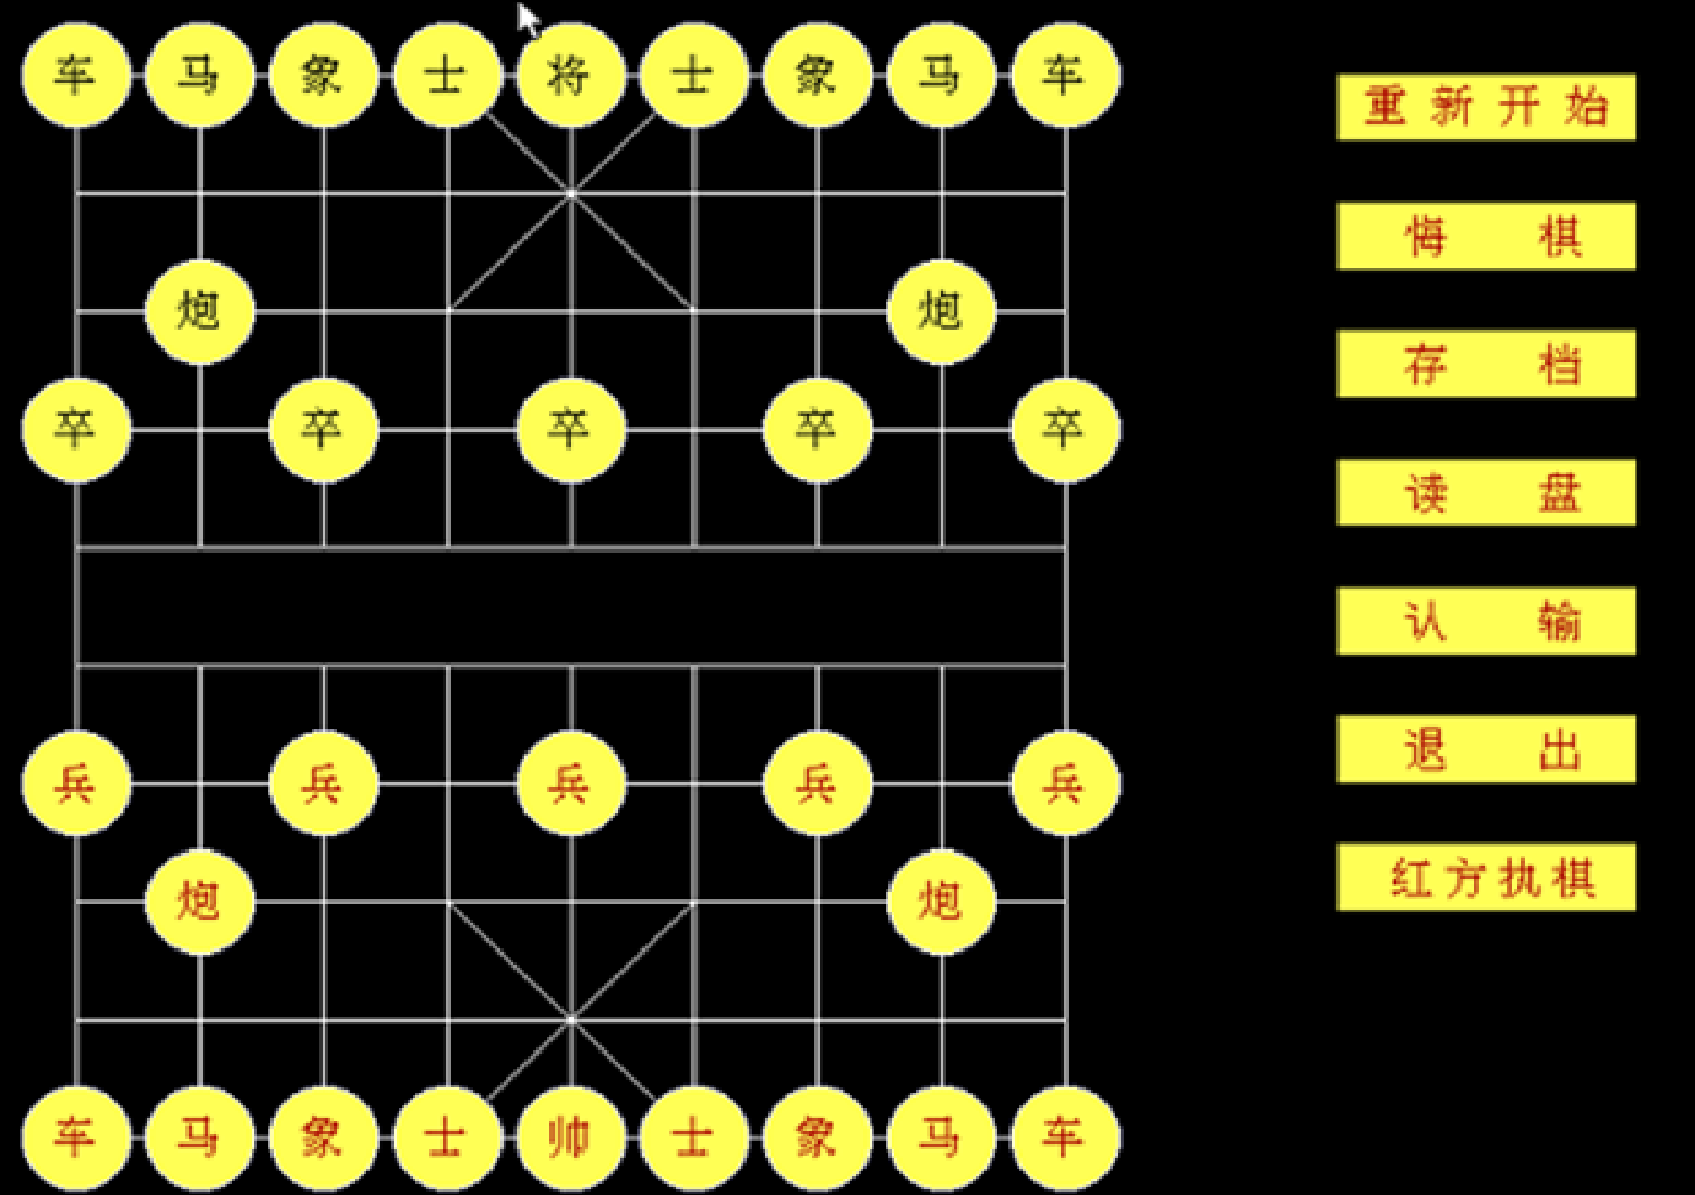 车 马 象 士 将 士 象 马 车
炮 炮
卒 卒 卒 卒 卒
兵 兵 兵 兵 兵
炮 炮
车 马 象 士 帅 士 象 马 车
重新开始
悔棋
存档
读盘
认输
退出
红方执棋